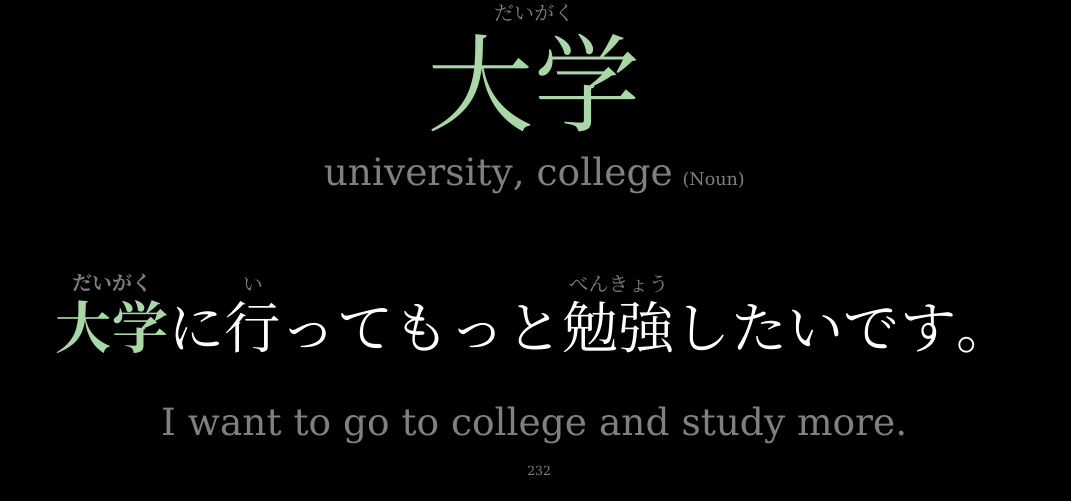 だいがく
大学
university, college (Noun)
だいがく い べんきょう
大学に行ってもっと勉強したいです。
I want to go to college and study more.
232